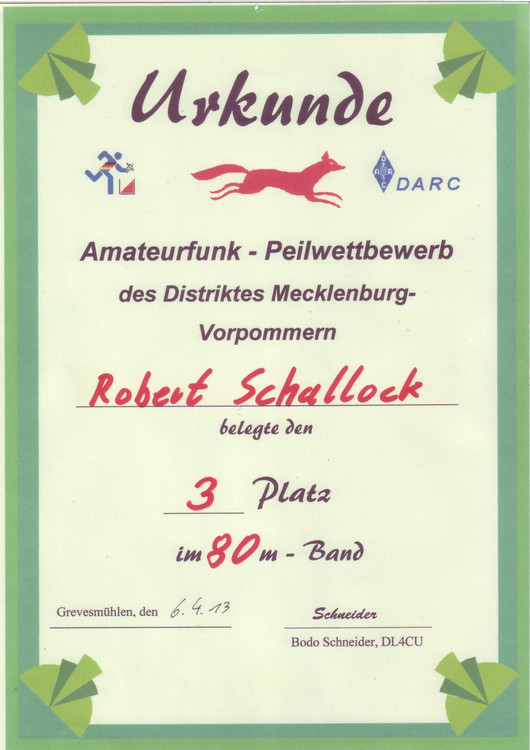 Urkunde
DARC
DARC
Amateurfunk - Peilwettbewerb
des Distriktes Mecklenburg-
Vorpommern
Robert Schallock
belegte den
3 Platz
im 80 m - Band
Grevesmühlen, den 6.4.13
Schneider
Bodo Schneider, DL4CU